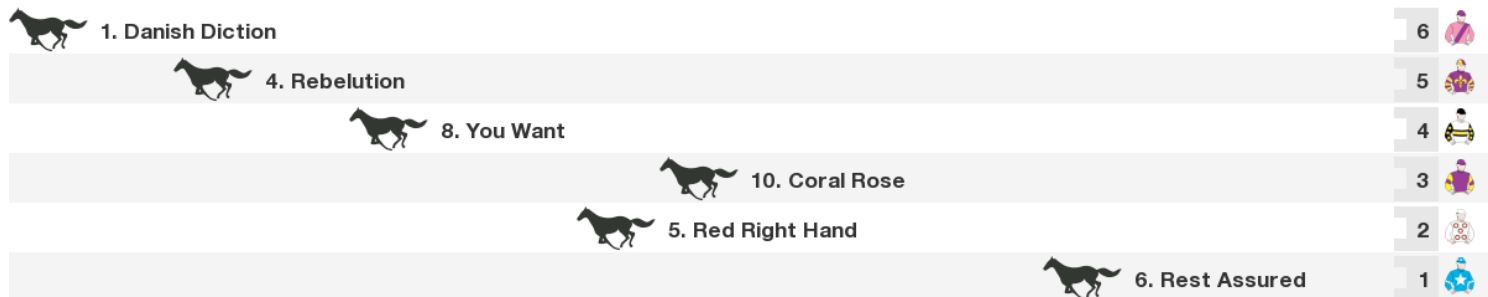 1. Danish Diction 6
4. Rebelution 5
8. You Want 4
10. Coral Rose 3
5. Red Right Hand 2
6. Rest Assured 1